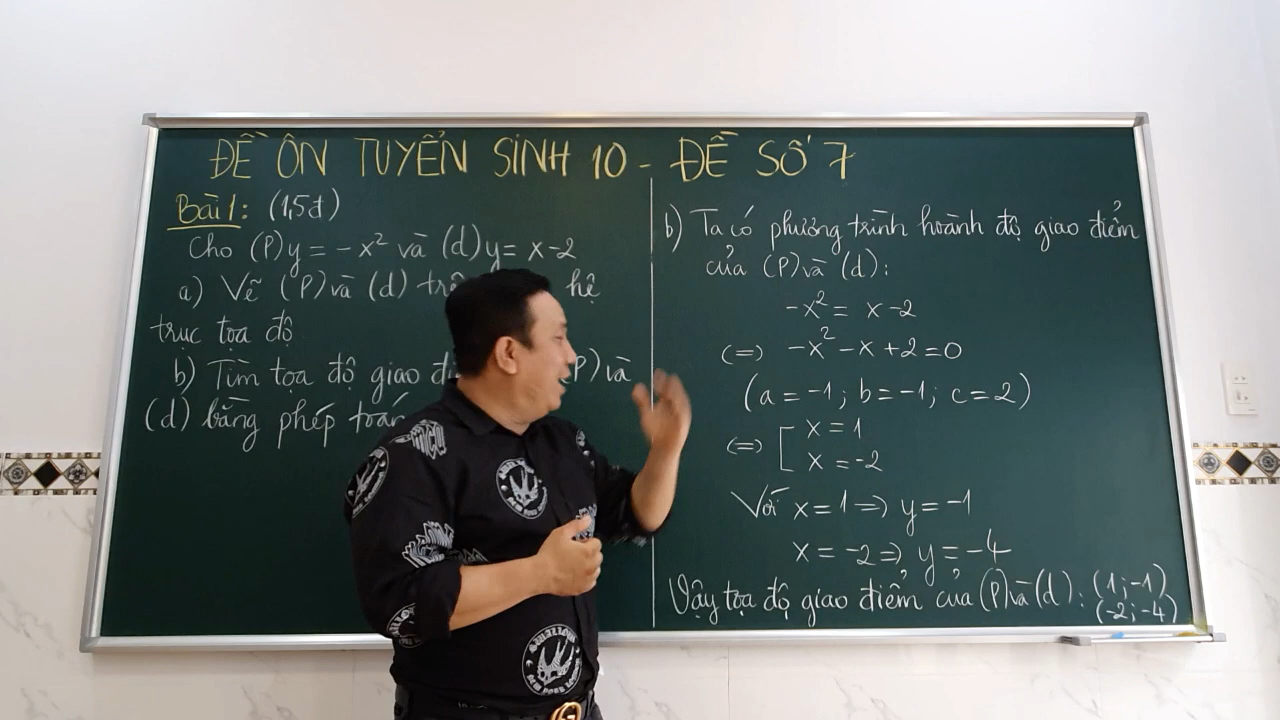 ĐỀ ÔN TUYỂN SINH 10 - ĐỀ SỐ 7
Bài 1: (1,5đ)
Cho (P) y = -x² và (d) y = x-2
a) Vẽ (P) và (d) hệ
trục tọa độ
b) Tìm tọa độ giao P) và
(d) bằng phép toán
b) Ta có phương trình hoành độ giao điểm
của (P) và (d):
-x² = x-2
(=) -x² - x + 2 = 0
(a = -1; b = -1; c = 2)
(=) [ x = 1
x = -2
Với x = 1 => y = -1
x = -2 => y = -4
Vậy tọa độ giao điểm của (P) và (d): (1; -1)
(-2; -4)